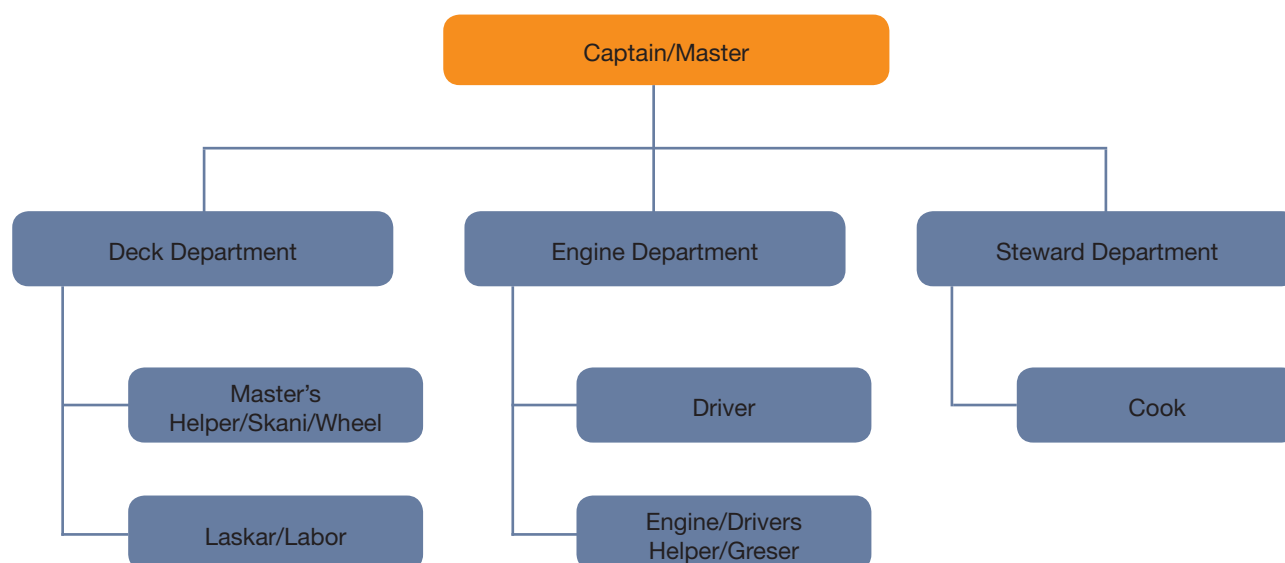 Captain/Master
Deck Department
Engine Department
Steward Department
Master’s
Helper/Skani/Wheel
Driver
Cook
Laskar/Labor
Engine/Drivers
Helper/Greser